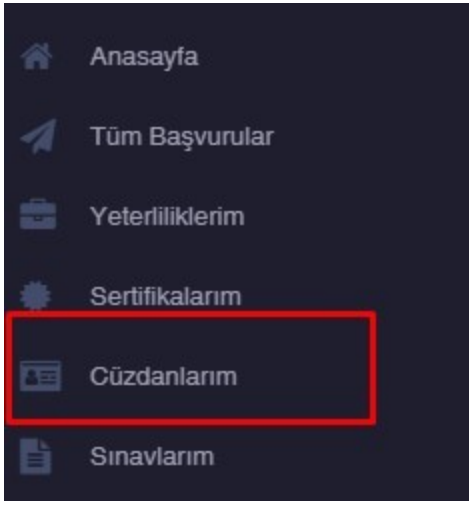 Anasayfa
Tüm Başvurular
Yeterliliklerim
Sertifikalarım
Cüzdanlarım
Sınavlarım